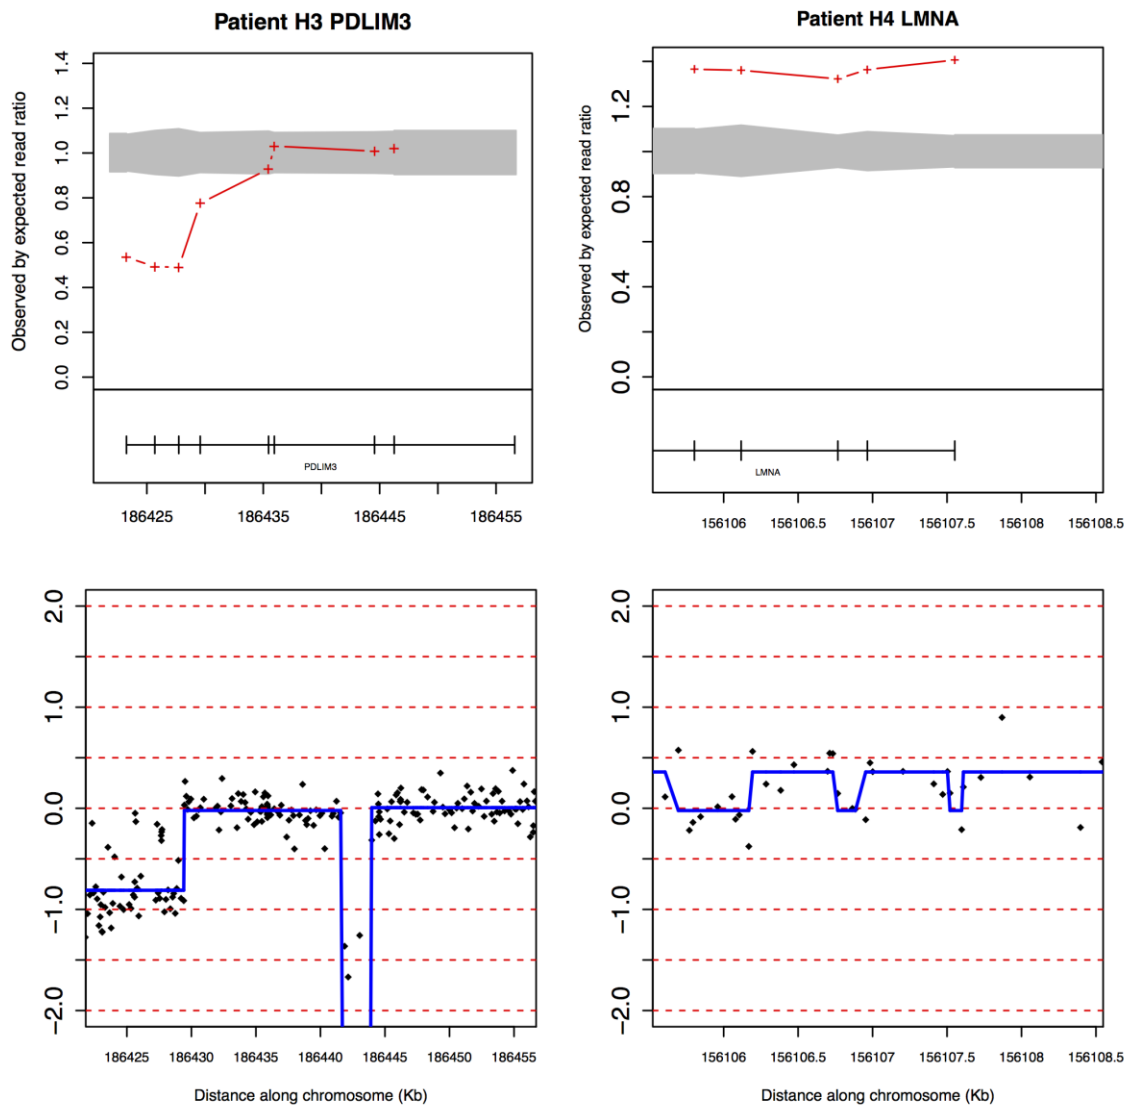 Patient H3 PDLIM3
Observed by expected read ratio
1.4
1.2
1.0
0.8
0.6
0.4
0.2
0.0
PDLIM3
186425 186435 186445 186455
Patient H4 LMNA
Observed by expected read ratio
1.2
0.8
0.4
0.0
LMNA
156106 156106.5 156107 156107.5 156108 156108.5
2.0
1.0
0.0
−1.0
−2.0
186425 186430 186435 186440 186445 186450 186455
Distance along chromosome (Kb)
2.0
1.0
0.0
−1.0
−2.0
156106 156106.5 156107 156107.5 156108 156108.5
Distance along chromosome (Kb)